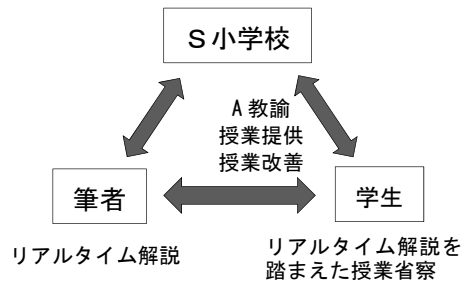 S小学校
A教諭
授業提供
授業改善
筆者
学生
リアルタイム解説
リアルタイム解説を
踏まえた授業省察